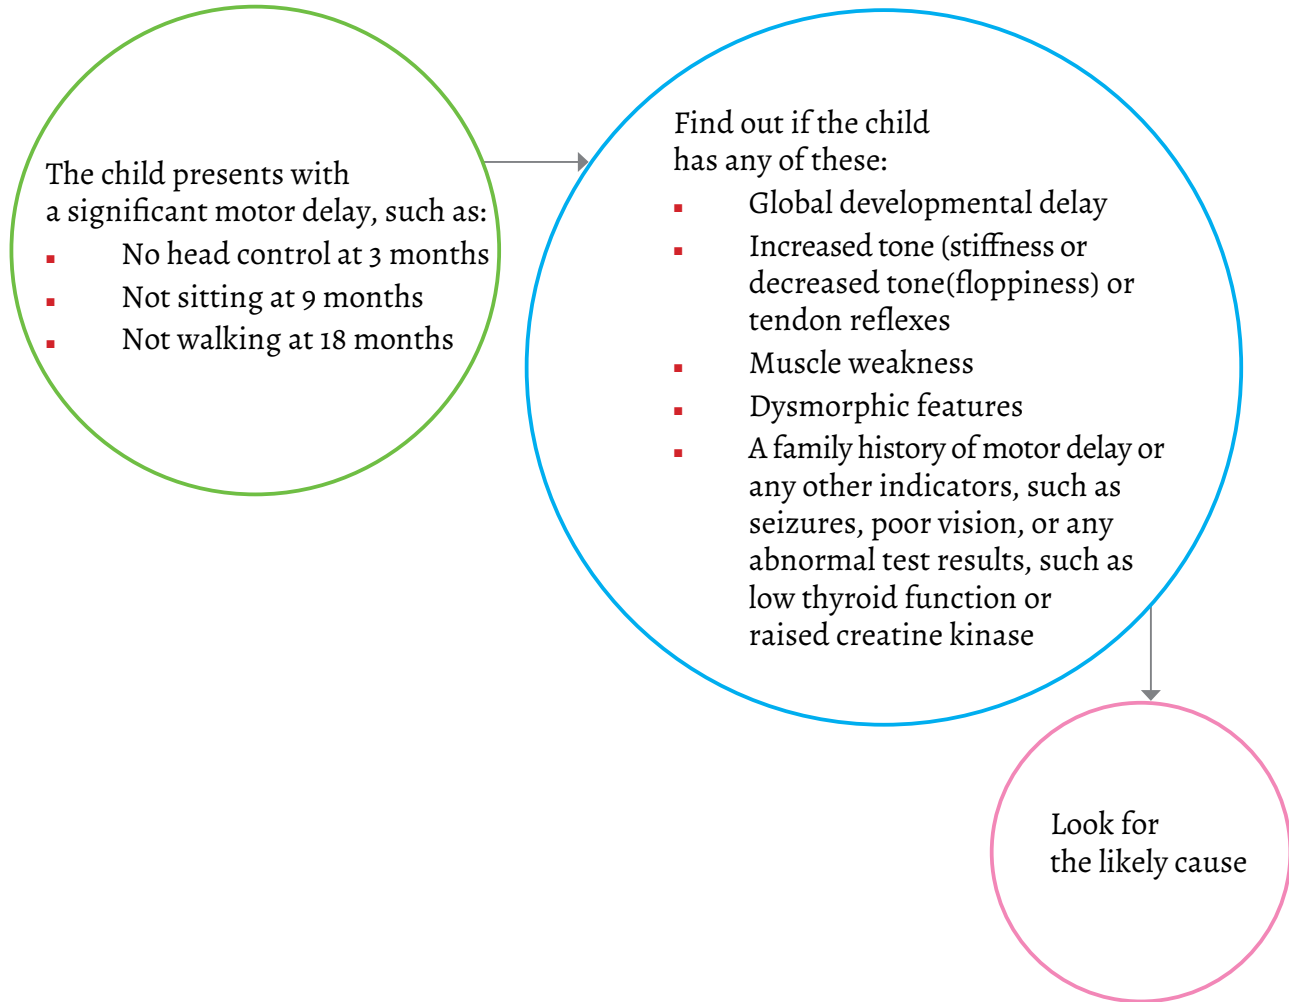 The child presents with
a significant motor delay, such as:
▪ No head control at 3 months
▪ Not sitting at 9 months
▪ Not walking at 18 months
Find out if the child
has any of these:
▪ Global developmental delay
▪ Increased tone (stiffness or
decreased tone(floppiness) or
tendon reflexes
▪ Muscle weakness
▪ Dysmorphic features
▪ A family history of motor delay or
any other indicators, such as
seizures, poor vision, or any
abnormal test results, such as
low thyroid function or
raised creatine kinase
Look for
the likely cause